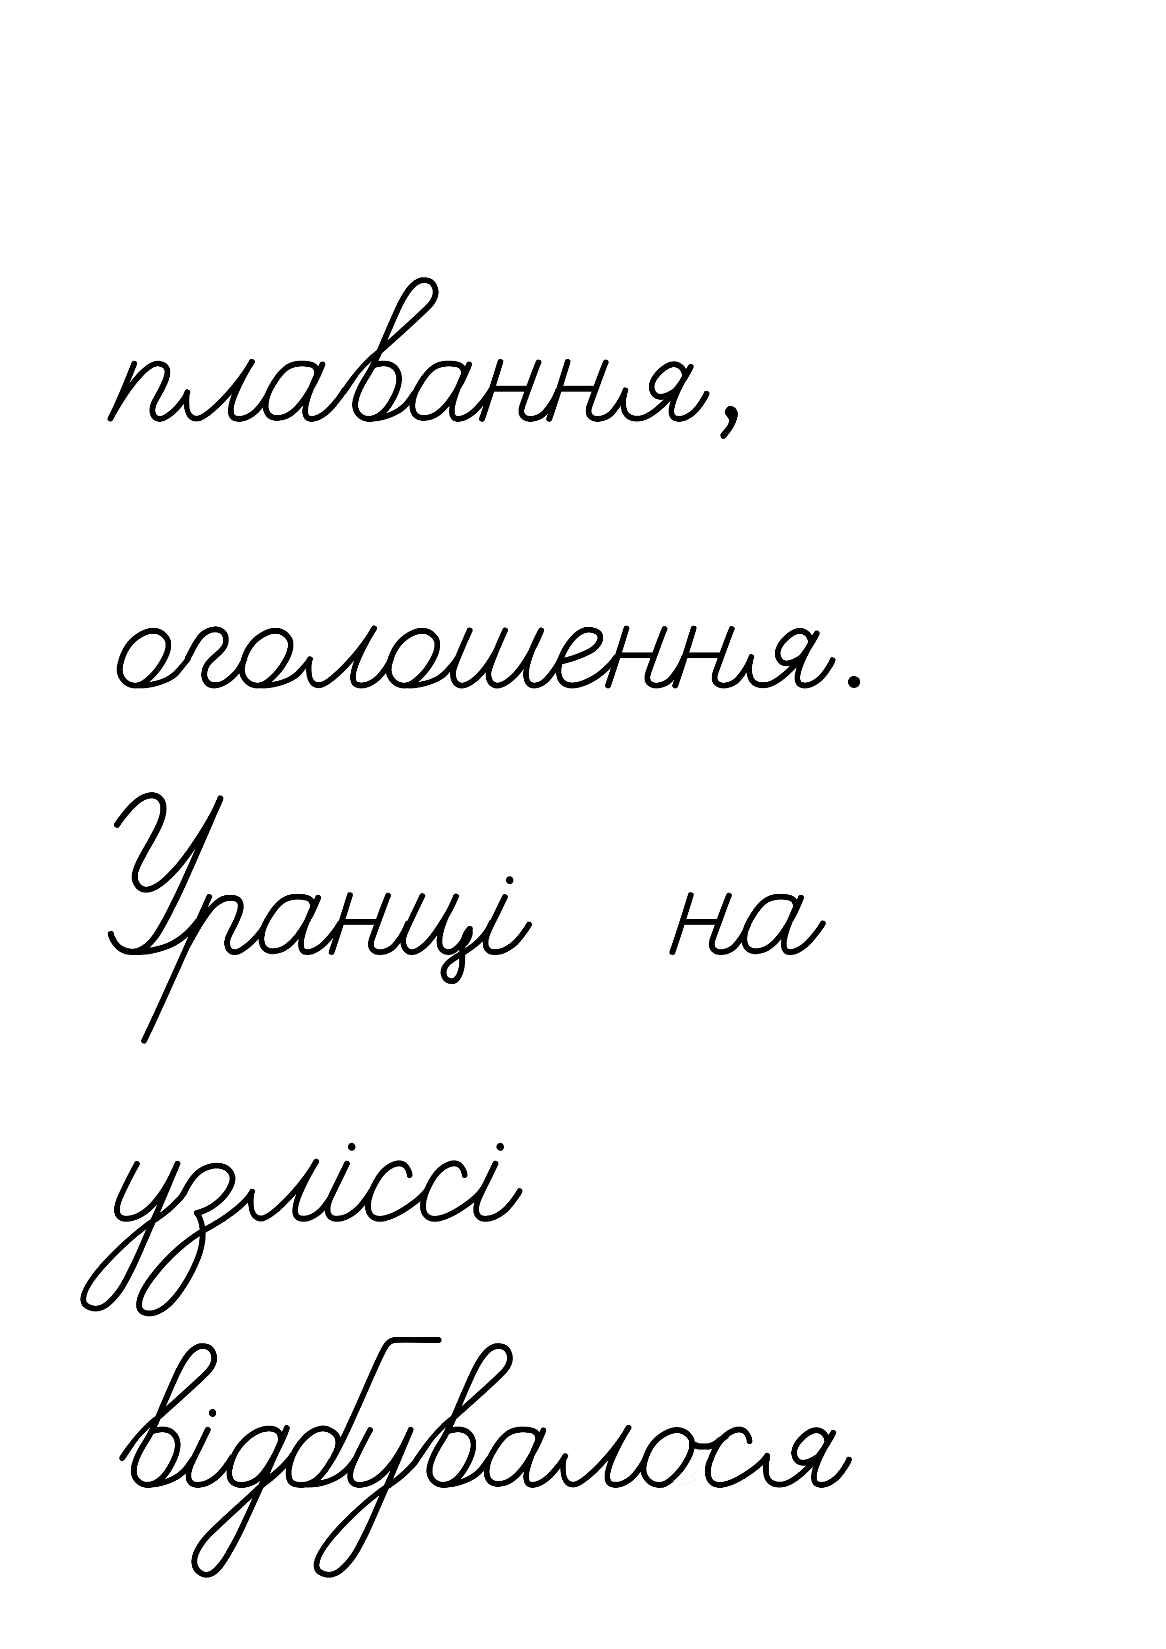 плавання,
оголошення.
Уранці на
узліссі
відбувалося